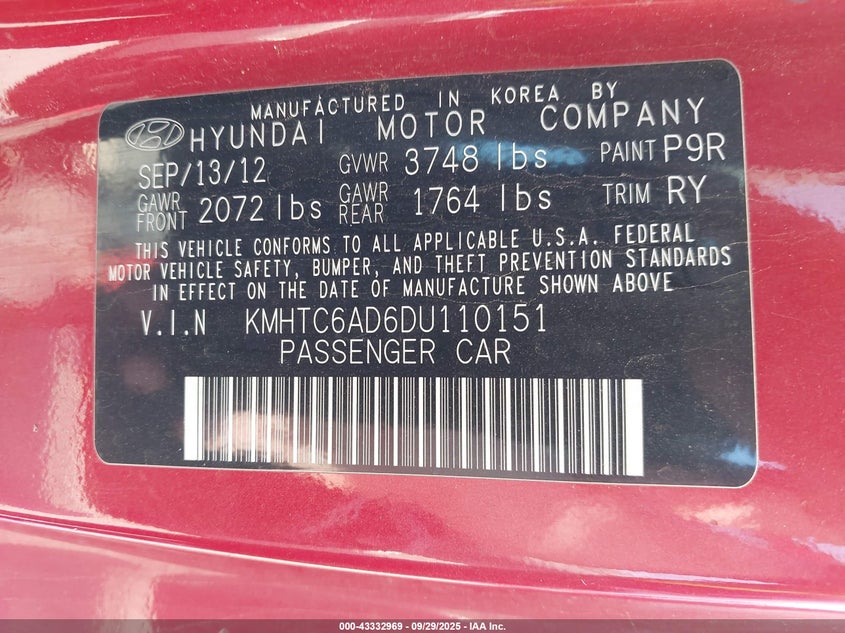 MANUFACTURED IN KOREA BY
HYUNDAI MOTOR COMPANY
SEP/13/12 GVWR 3748 lbs PAINT P9R
GAWR FRONT 2072 lbs GAWR REAR 1764 lbs TRIM RY
THIS VEHICLE CONFORMS TO ALL APPLICABLE U.S.A. FEDERAL
MOTOR VEHICLE SAFETY, BUMPER, AND THEFT PREVENTION STANDARDS
IN EFFECT ON THE DATE OF MANUFACTURE SHOWN ABOVE
V.I.N KMHTC6AD6DU110151
PASSENGER CAR
000-43332969 - 09/29/2025 - IAA Inc.